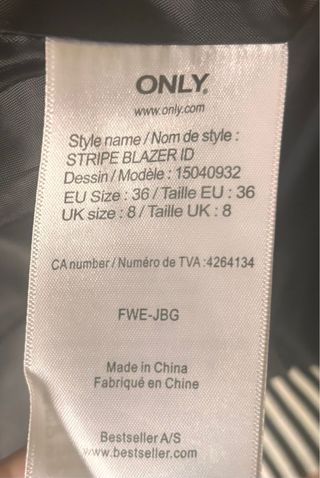 ONLY.
www.only.com
Style name / Nom de style :
STRIPE BLAZER ID
Dessin / Modèle : 15040932
EU Size : 36 / Taille EU : 36
UK size : 8 / Taille UK : 8
CA number / Numéro de TVA :4264134
FWE-JBG
Made in China
Fabriqué en Chine
Bestseller A/S
www.bestseller.com